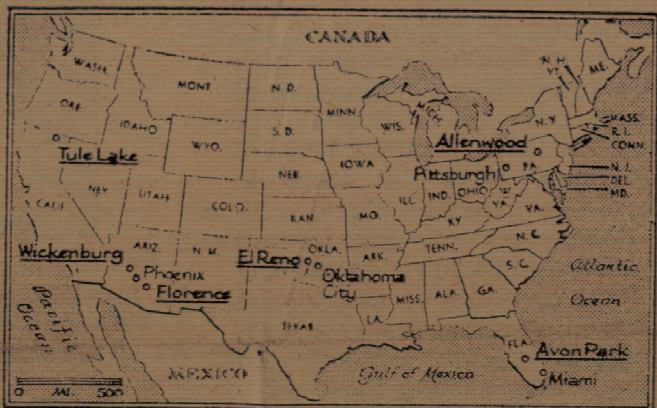 CANADA
WASH.
MONT.
N.D.
MINN.
N.H.
VT.
ME.
ORE.
IDAHO
WYO.
S.D.
WIS.
MICH.
N.Y.
MASS.
R.I.
CONN.
Tule Lake
Allenwood
Pittsburgh
PA.
N.J.
DEL.
MD.
NEV.
UTAH
COLO.
NEB.
IOWA
ILL.
IND.
OHIO
W.
VA.
VA.
CALIF.
KAN.
MO.
KY.
N.C.
Wickenburg
ARIZ.
N.M.
El Reno
OKLA.
ARK.
TENN.
S.C.
Atlantic
Ocean
Phoenix
Florence
Oklahoma
City
MISS.
ALA.
GA.
Pacific
Ocean
TEXAS
LA.
FLA.
Avon Park
Miami
MEXICO
Gulf of Mexico
0 MI. 500